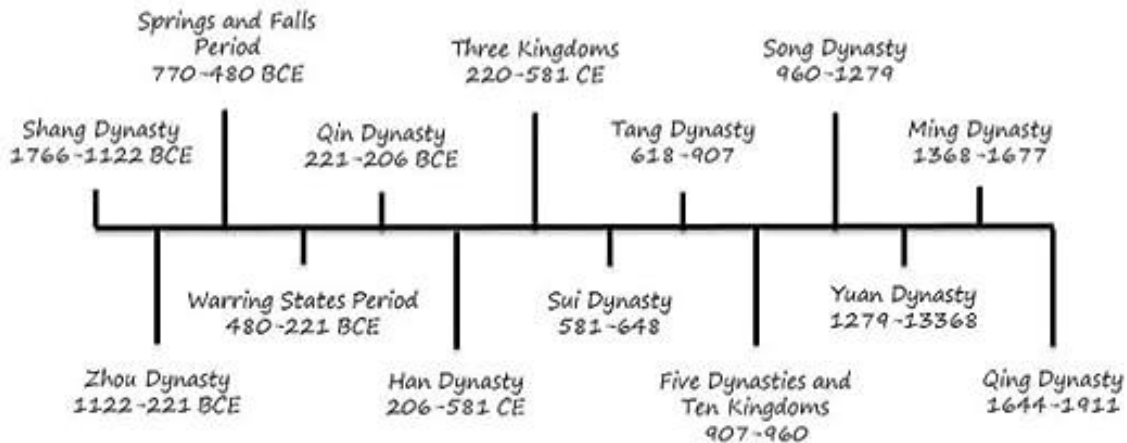 Springs and Falls
Period
770-480 BCE
Three Kingdoms
220-581 CE
Song Dynasty
960-1279
Shang Dynasty
1766-1122 BCE
Qin Dynasty
221-206 BCE
Tang Dynasty
618-907
Ming Dynasty
1368-1677
Warring States Period
480-221 BCE
Sui Dynasty
581-648
Yuan Dynasty
1279-13368
Zhou Dynasty
1122-221 BCE
Han Dynasty
206-581 CE
Five Dynasties and
Ten Kingdoms
907-960
Qing Dynasty
1644-1911